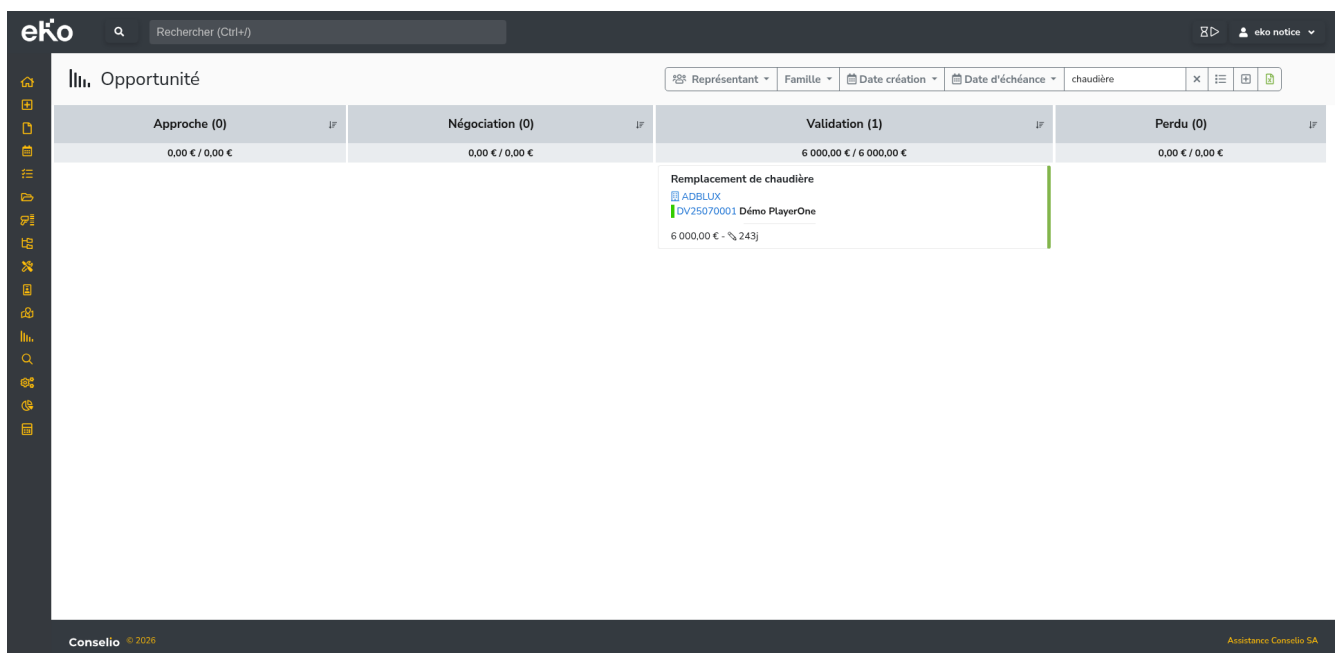 eko
Rechercher (Ctrl+/)
eko notice
Opportunité
Représentant
Famille
Date création
Date d'échéance
chaudière
Approche (0)
Négociation (0)
Validation (1)
Perdu (0)
0,00 € / 0,00 €
0,00 € / 0,00 €
6 000,00 € / 6 000,00 €
0,00 € / 0,00 €
Remplacement de chaudière
ADBLUX
DV25070001 Démo PlayerOne
6 000,00 € - 243j
Conselio © 2026
Assistance Conselio SA